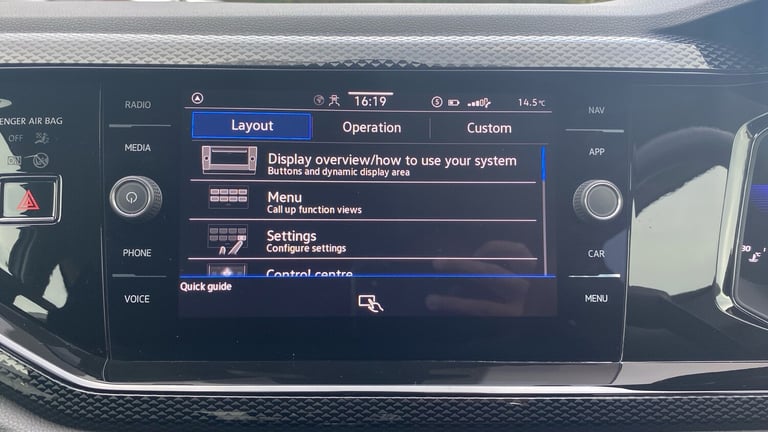 RADIO
MEDIA
PHONE
VOICE
ENGER AIR BAG
OFF
ON
16:19
14.5°C
Layout
Operation
Custom
Display overview/how to use your system
Buttons and dynamic display area
Menu
Call up function views
Settings
Configure settings
Control centre
Quick guide
NAV
APP
CAR
MENU
30